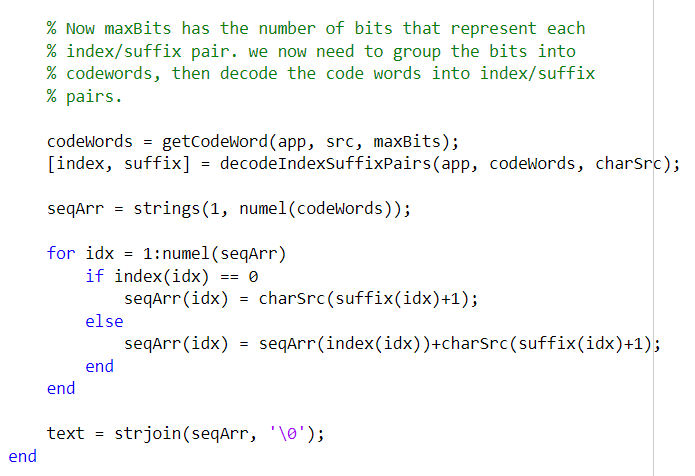 % Now maxBits has the number of bits that represent each
% index/suffix pair. we now need to group the bits into
% codewords, then decode the code words into index/suffix
% pairs.
codeWords = getCodeWord(app, src, maxBits);
[index, suffix] = decodeIndexSuffixPairs(app, codeWords, charSrc);
seqArr = strings(1, numel(codeWords));
for idx = 1:numel(seqArr)
if index(idx) == 0
seqArr(idx) = charSrc(suffix(idx)+1);
else
seqArr(idx) = seqArr(index(idx))+charSrc(suffix(idx)+1);
end
end
text = strjoin(seqArr, '\0');
end